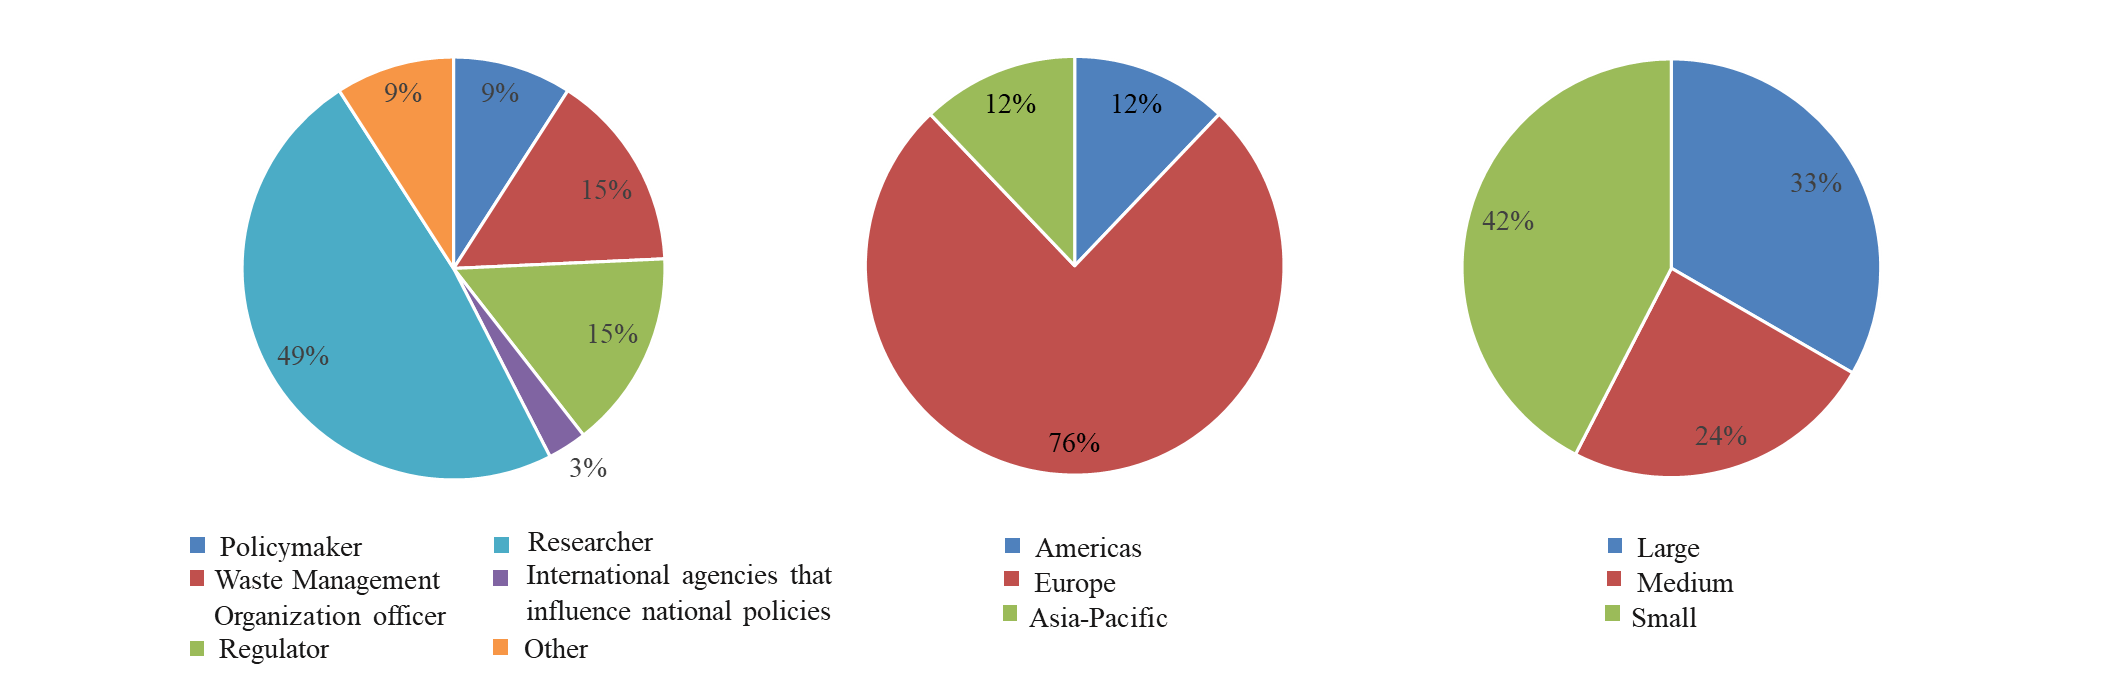 9%
9%
15%
15%
3%
49%
12%
12%
76%
33%
42%
24%
Policymaker
Waste Management
Organization officer
Regulator
Researcher
International agencies that
influence national policies
Other
Americas
Europe
Asia-Pacific
Large
Medium
Small